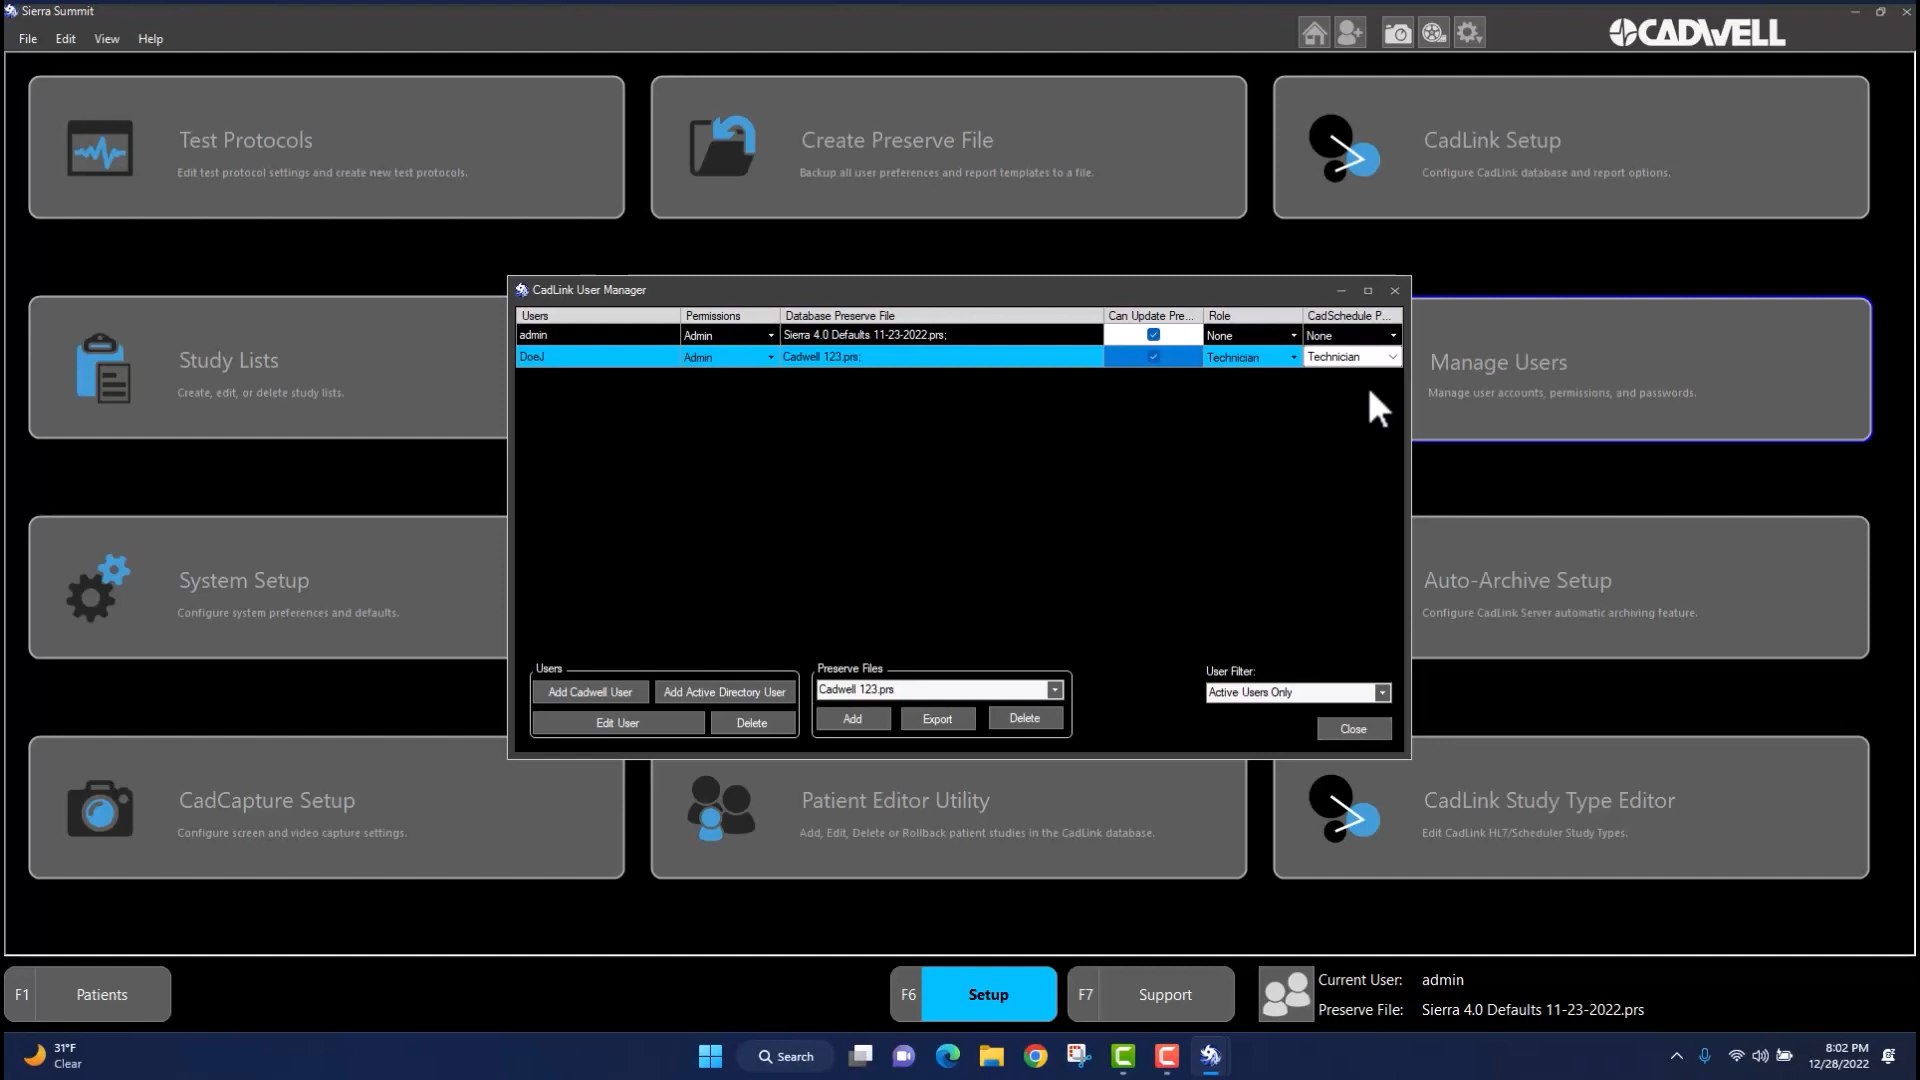 Sierra Summit
File Edit View Help
CADWELL
Test Protocols
Edit test protocol settings and create new test protocols.
Create Preserve File
Backup all user preferences and report templates to a file.
CadLink Setup
Configure CadLink database and report options.
Study Lists
Create, edit, or delete study lists.
Manage Users
Manage user accounts, permissions, and passwords.
CadLink User Manager
Users Permissions Database Preserve File Can Update Pre... Role CadSchedule P...
admin Admin Sierra 4.0 Defaults 11-23-2022.prs; None None
DoeJ Admin Cadwell 123.prs; Technician Technician
Users
Add Cadwell User Add Active Directory User
Edit User Delete
Preserve Files
Cadwell 123.prs
Add Export Delete
User Filter:
Active Users Only
Close
System Setup
Configure system preferences and defaults.
Auto-Archive Setup
Configure CadLink Server automatic archiving feature.
CadCapture Setup
Configure screen and video capture settings.
Patient Editor Utility
Add, Edit, Delete or Rollback patient studies in the CadLink database.
CadLink Study Type Editor
Edit CadLink HL7/Scheduler Study Types.
F1 Patients
F6 Setup
F7 Support
Current User: admin
Preserve File: Sierra 4.0 Defaults 11-23-2022.prs
31°F
Clear
Search
8:02 PM
12/28/2022